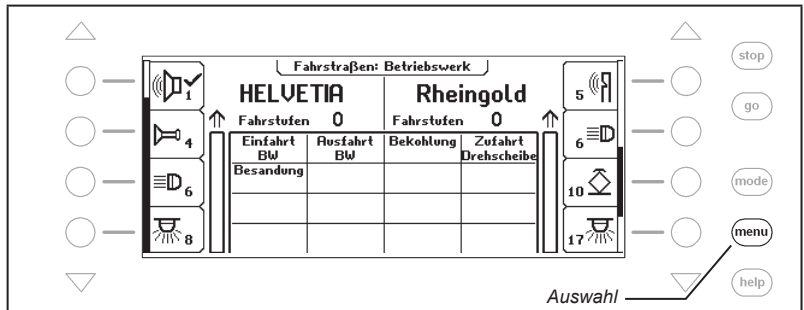 Fahrstraßen: Betriebswerk
HELVETIA
Rheingold
Fahrstufen 0
Fahrstufen 0
Einfahrt BW
Ausfahrt BW
Bekohlung
Zufahrt Drehscheibe
Besandung
1
4
6
8
5
6
10
17
stop
go
mode
menu
help
Auswahl